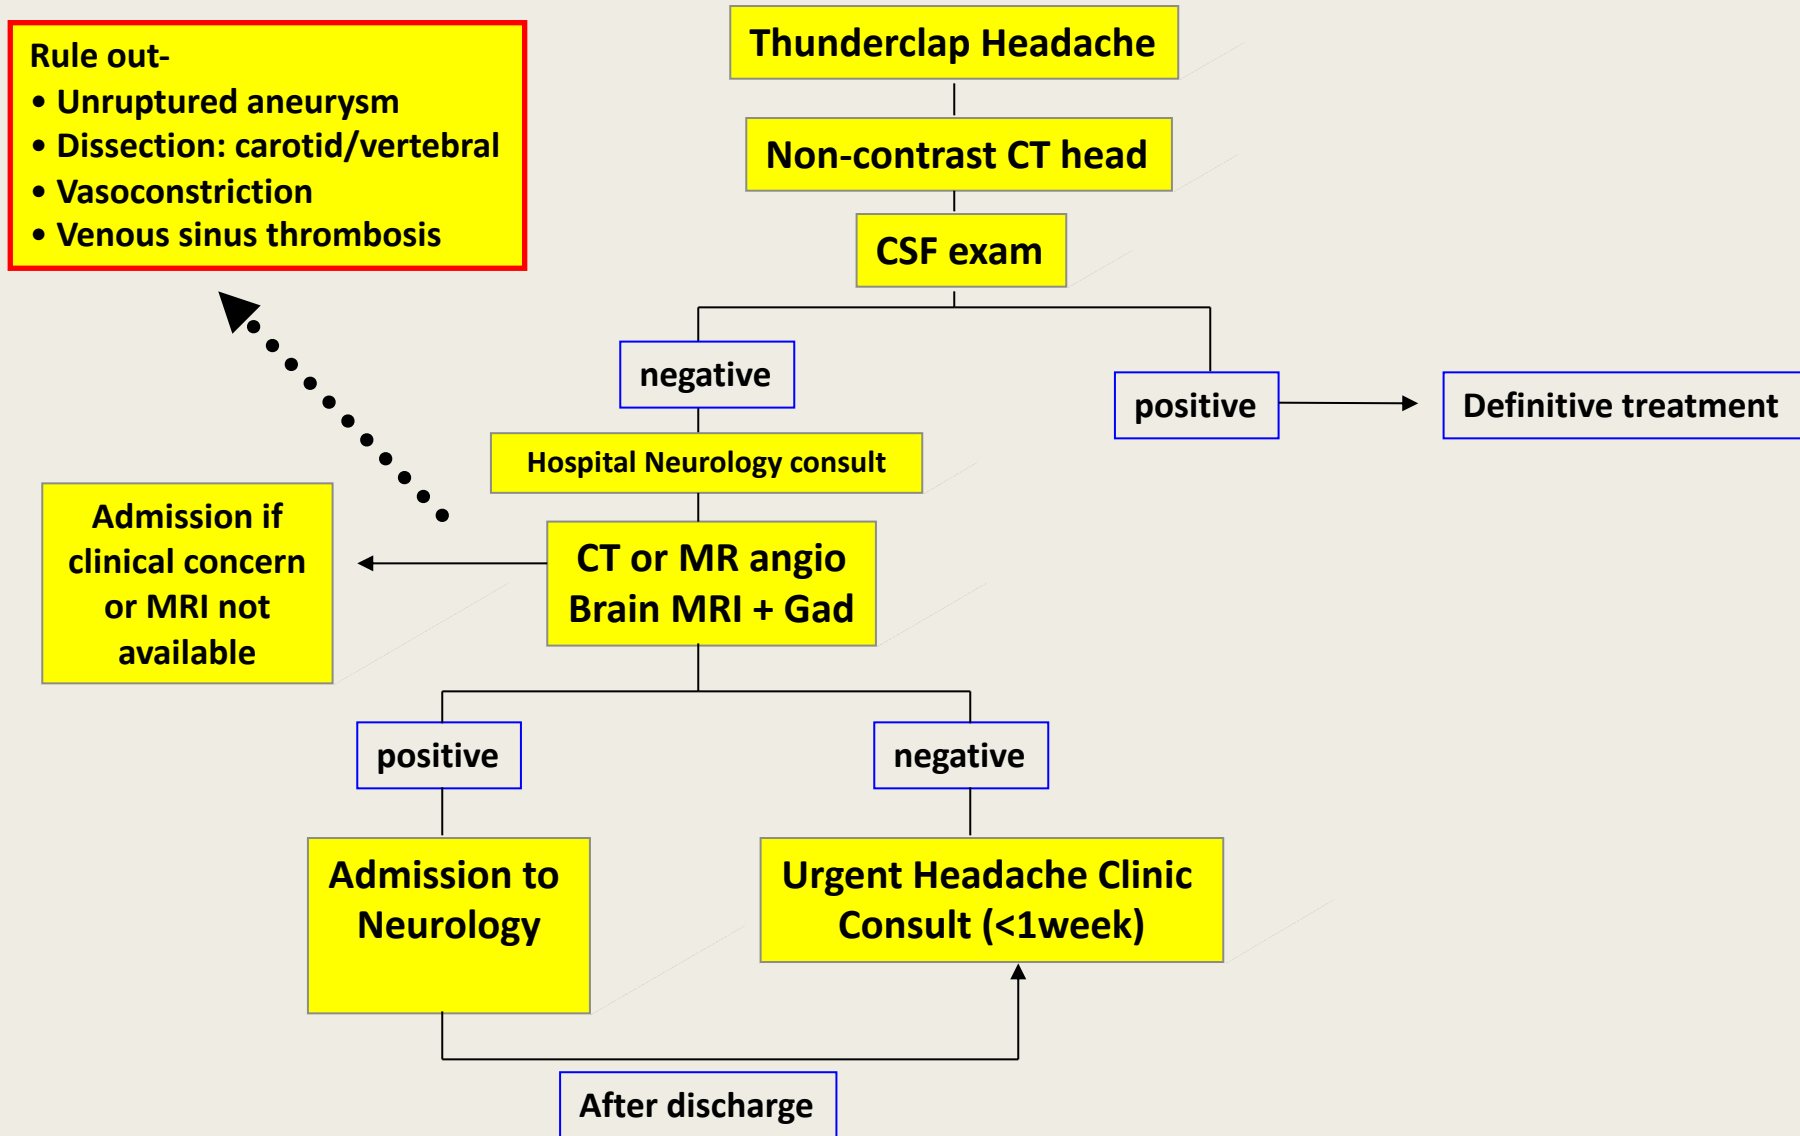 Rule out-
• Unruptured aneurysm
• Dissection: carotid/vertebral
• Vasoconstriction
• Venous sinus thrombosis
Thunderclap Headache
Non-contrast CT head
CSF exam
negative
positive
Definitive treatment
Hospital Neurology consult
Admission if
clinical concern
or MRI not
available
CT or MR angio
Brain MRI + Gad
positive
negative
Admission to
Neurology
Urgent Headache Clinic
Consult (<1week)
After discharge